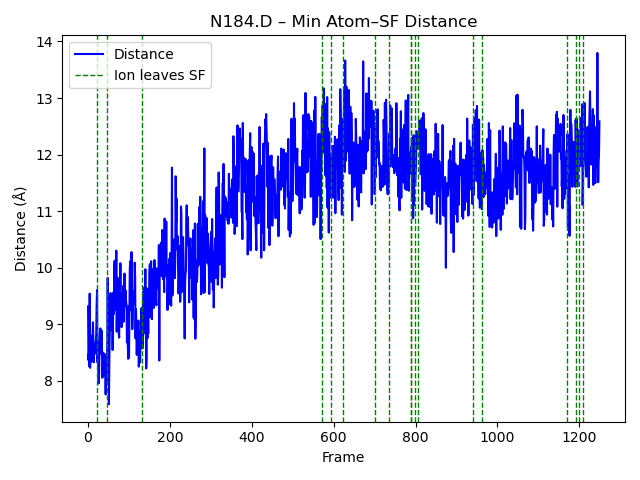 N184.D – Min Atom–SF Distance
Distance
Ion leaves SF
Distance (Å)
14
13
12
11
10
9
8
0
200
400
600
800
1000
1200
Frame